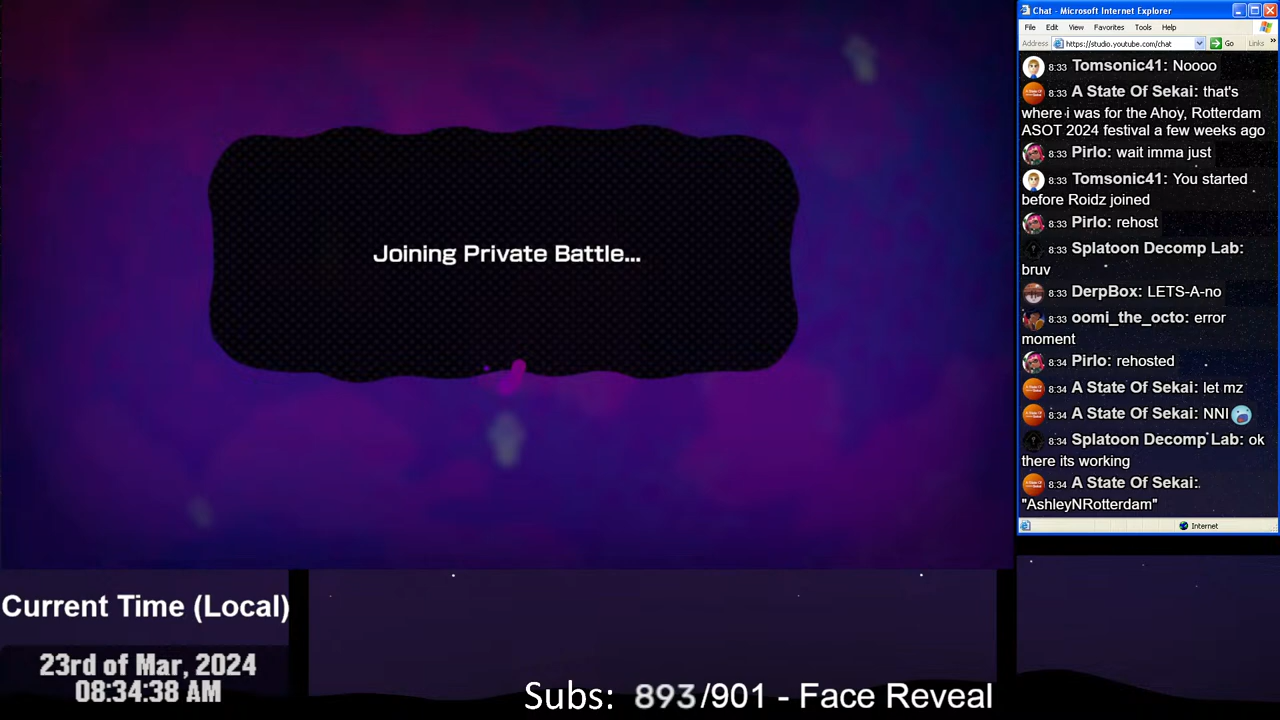 Joining Private Battle...
Chat - Microsoft Internet Explorer
File Edit View Favorites Tools Help
Address https://studio.youtube.com/chat Go Links »
8:33 Tomsonic41: Noooo
8:33 A State Of Sekai: that's
where i was for the Ahoy, Rotterdam
ASOT 2024 festival a few weeks ago
8:33 Pirlo: wait imma just
8:33 Tomsonic41: You started
before Roidz joined
8:33 Pirlo: rehost
8:33 Splatoon Decomp Lab:
bruv
8:33 DerpBox: LETS-A-no
8:33 oomi_the_octo: error
moment
8:34 Pirlo: rehosted
8:34 A State Of Sekai: let mz
8:34 A State Of Sekai: NNI
8:34 Splatoon Decomp Lab: ok
there its working
8:34 A State Of Sekai:
"AshleyNRotterdam"
Internet
Current Time (Local)
23rd of Mar, 2024
08:34:38 AM
Subs: 893/901 - Face Reveal